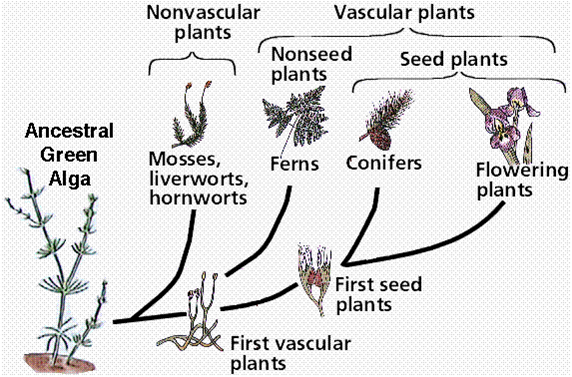 Nonvascular
plants
Vascular plants
Nonseed
plants
Seed plants
Ancestral
Green
Alga
Mosses,
liverworts,
hornworts
Ferns
Conifers
Flowering
plants
First seed
plants
First vascular
plants